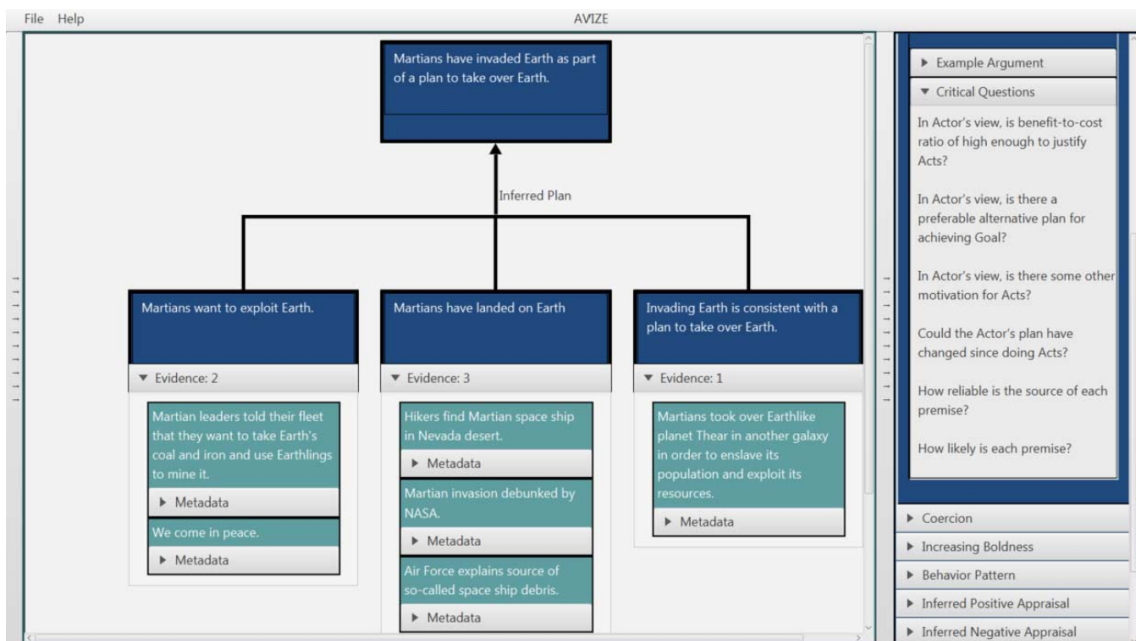 File Help
AVIZE
Martians have invaded Earth as part
of a plan to take over Earth.
Inferred Plan
Martians want to exploit Earth.
Evidence: 2
Martian leaders told their fleet
that they want to take Earth's
coal and iron and use Earthlings
to mine it.
Metadata
We come in peace.
Metadata
Martians have landed on Earth
Evidence: 3
Hikers find Martian space ship
in Nevada desert.
Metadata
Martian invasion debunked by
NASA.
Metadata
Air Force explains source of
so-called space ship debris.
Metadata
Invading Earth is consistent with a
plan to take over Earth.
Evidence: 1
Martians took over Earthlike
planet Thear in another galaxy
in order to enslave its
population and exploit its
resources.
Metadata
Example Argument
Critical Questions
In Actor's view, is benefit-to-cost
ratio of high enough to justify
Acts?
In Actor's view, is there a
preferable alternative plan for
achieving Goal?
In Actor's view, is there some other
motivation for Acts?
Could the Actor's plan have
changed since doing Acts?
How reliable is the source of each
premise?
How likely is each premise?
Coercion
Increasing Boldness
Behavior Pattern
Inferred Positive Appraisal
Inferred Negative Appraisal